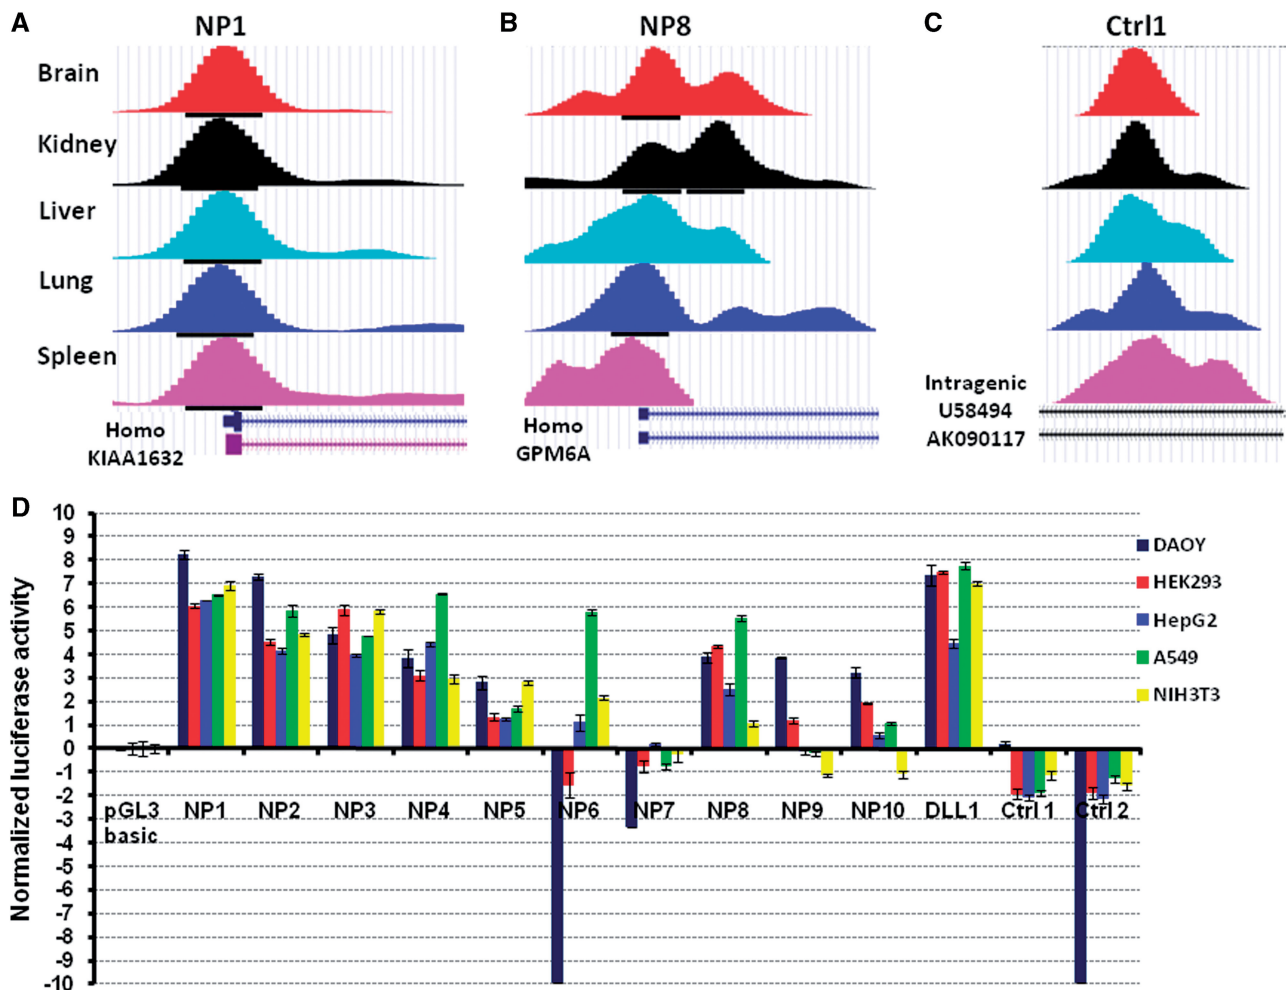 A
NP1
B
NP8
C
Ctrl1
Brain
Kidney
Liver
Lung
Spleen
Homo
KIAA1632
Homo
GPM6A
Intragenic
U58494
AK090117
D
Normalized luciferase activity
10
9
8
7
6
5
4
3
2
1
0
-1
-2
-3
-4
-5
-6
-7
-8
-9
-10
pGL3 basic
NP1
NP2
NP3
NP4
NP5
NP6
NP7
NP8
NP9
NP10
DLL1
Ctrl 1
Ctrl 2
DAOY
HEK293
HepG2
A549
NIH3T3